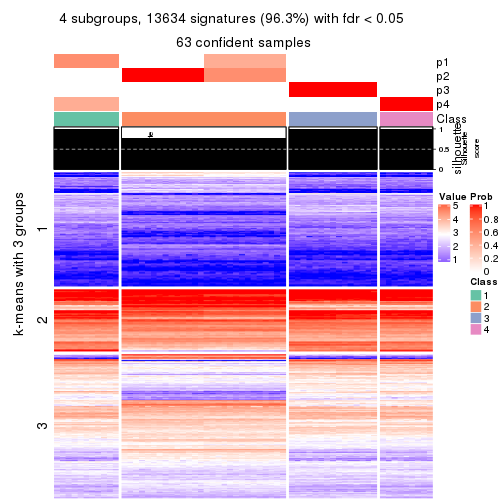 4 subgroups, 13634 signatures (96.3%) with fdr < 0.05
63 confident samples
p1
p2
p3
p4
Class
1
0.5
0
silhouette
Silhouette
score
k-means with 3 groups
1
2
3
Value
5
4
3
2
1
Prob
1
0.8
0.6
0.4
0.2
0
Class
1
2
3
4